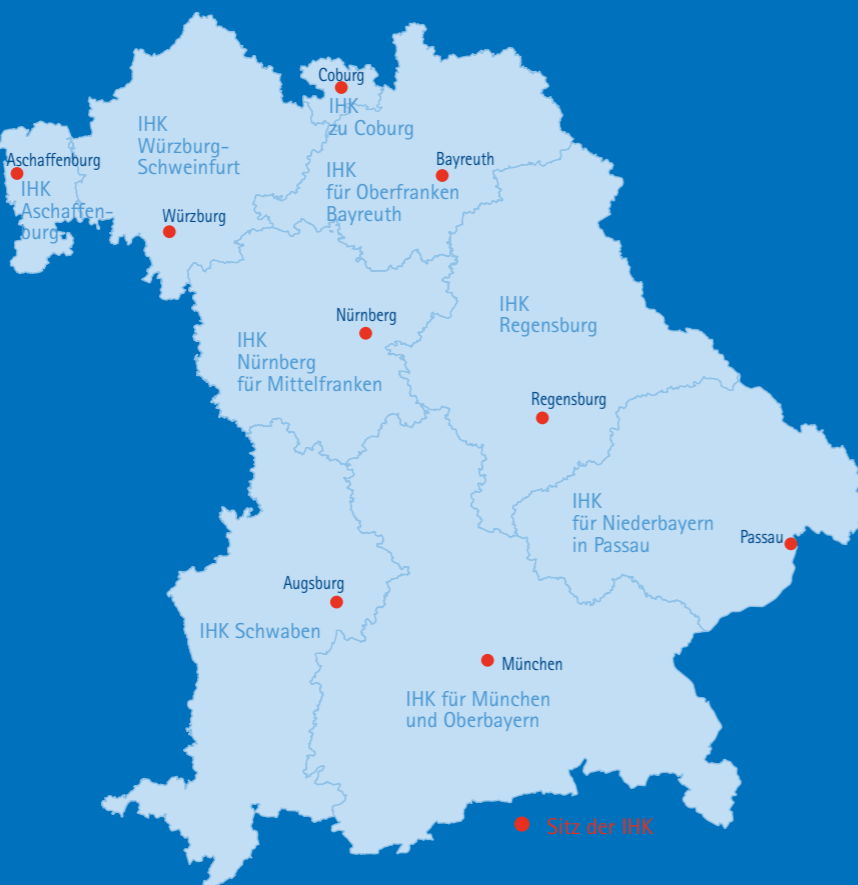 Coburg
IHK
zu Coburg
IHK
Würzburg-
Schweinfurt
Aschaffenburg
IHK
Aschaffen-
burg
Bayreuth
IHK
für Oberfranken
Bayreuth
Würzburg
Nürnberg
IHK
Nürnberg
für Mittelfranken
IHK
Regensburg
Regensburg
IHK
für Niederbayern
in Passau
Passau
Augsburg
IHK Schwaben
München
IHK für München
und Oberbayern
Sitz der IHK